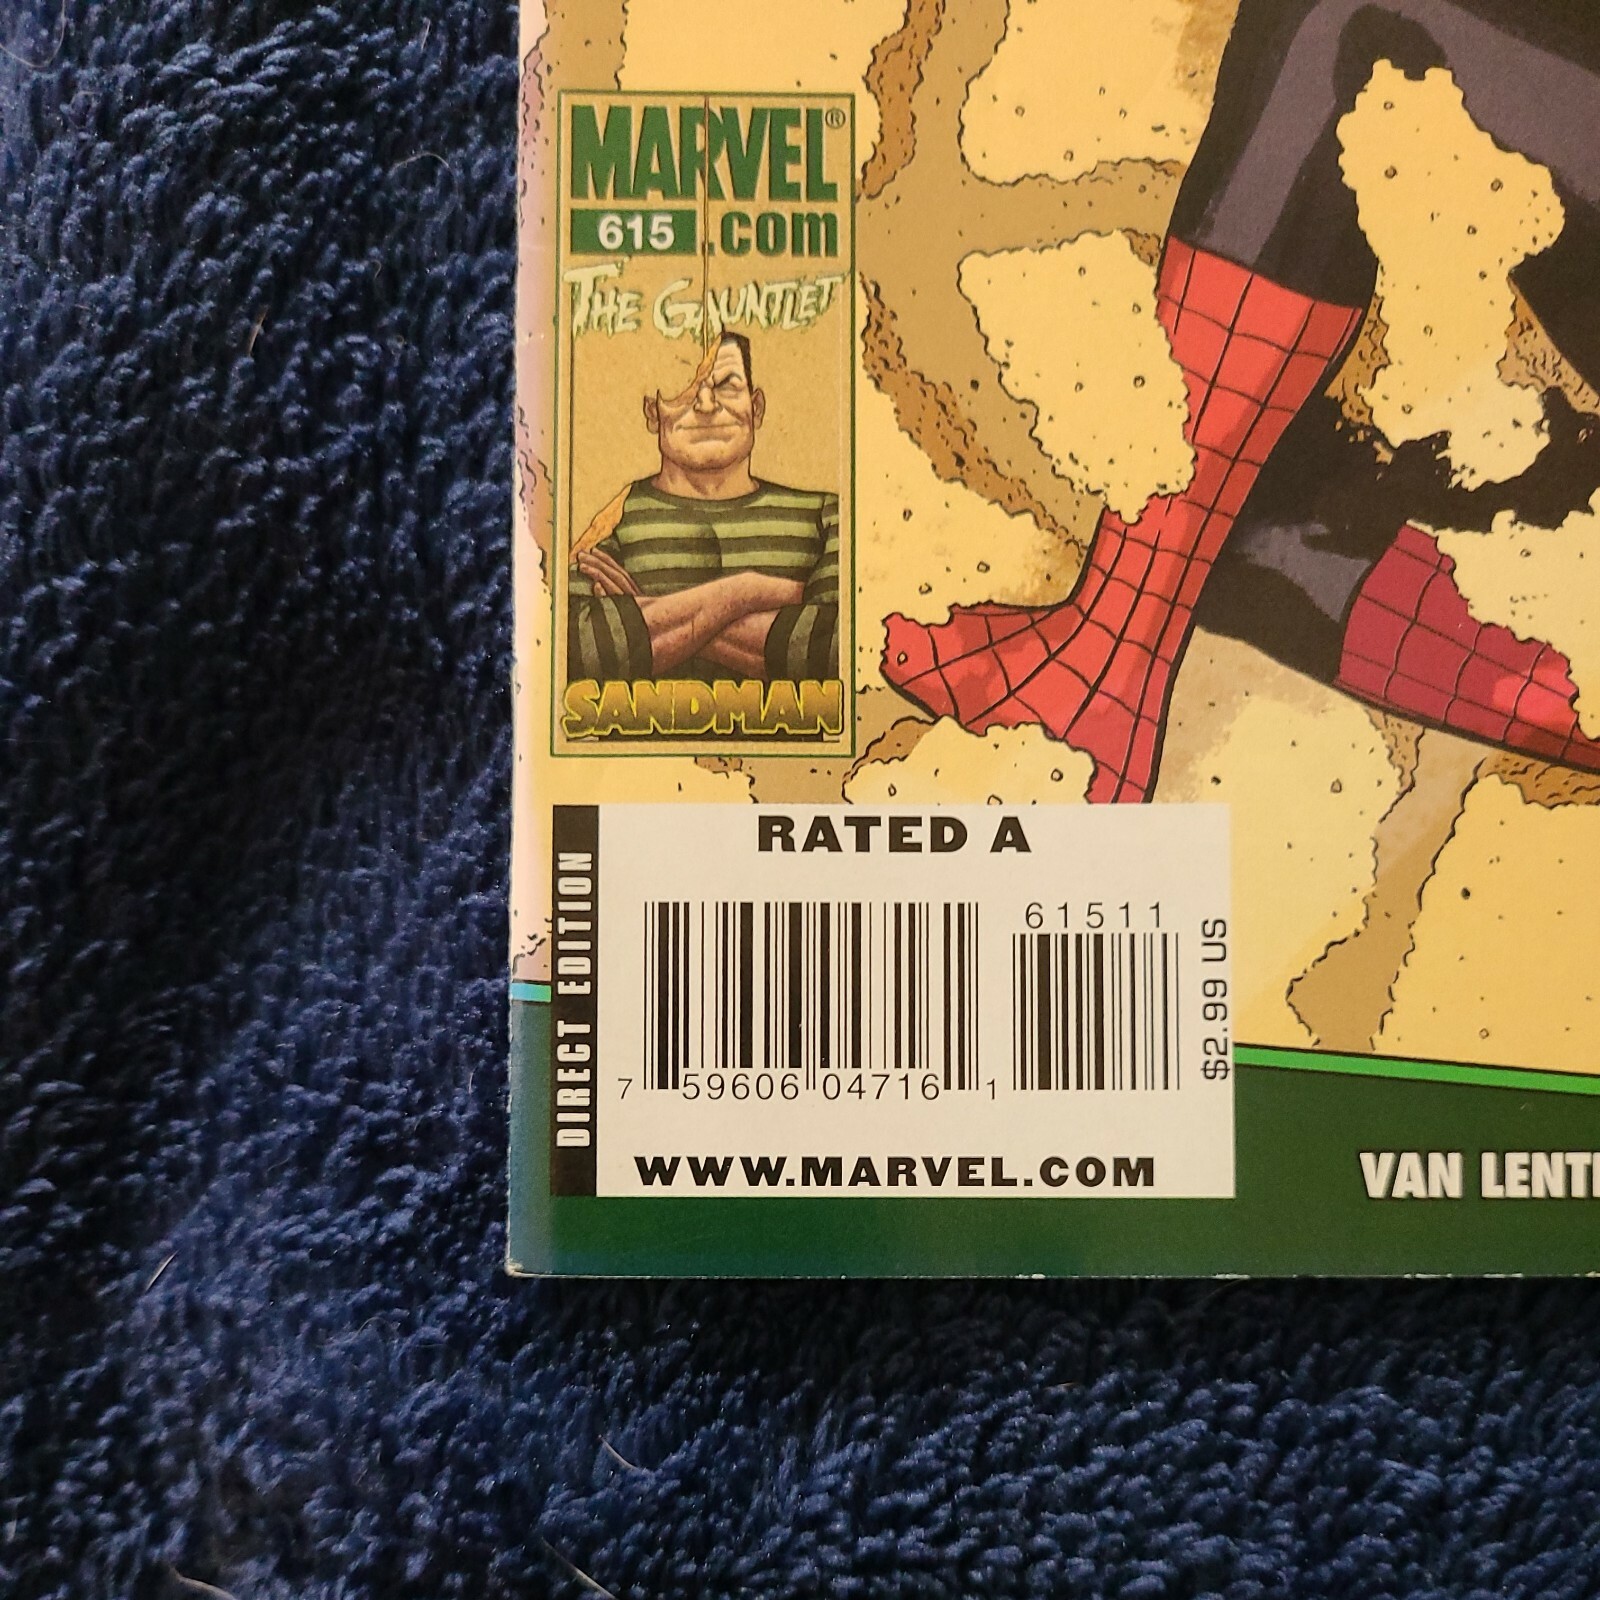 MARVEL®
615 .com
THE GAUNTLET
SANDMAN
DIRECT EDITION
RATED A
61511
7 59606 04716 1
$2.99 US
WWW.MARVEL.COM
VAN LENT